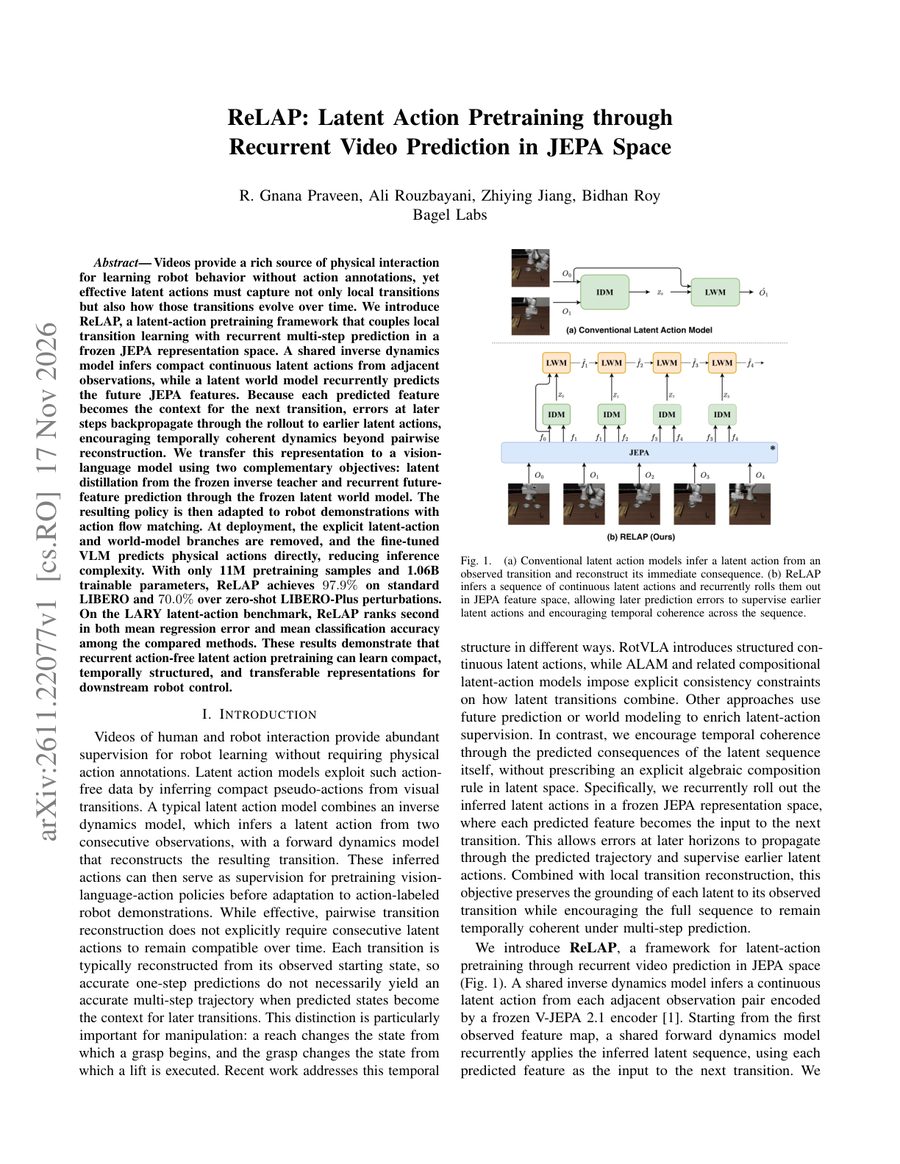 ReLAP: Latent Action Pretraining through
Recurrent Video Prediction in JEPA Space
R. Gnana Praveen, Ali Rouzbayani, Zhiying Jiang, Bidhan Roy
Bagel Labs
arXiv:2611.22077v1 [cs.RO] 17 Nov 2026
Abstract— Videos provide a rich source of physical interaction
for learning robot behavior without action annotations, yet
effective latent actions must capture not only local transitions
but also how those transitions evolve over time. We introduce
ReLAP, a latent-action pretraining framework that couples local
transition learning with recurrent multi-step prediction in a
frozen JEPA representation space. A shared inverse dynamics
model infers compact continuous latent actions from adjacent
observations, while a latent world model recurrently predicts
the future JEPA features. Because each predicted feature
becomes the context for the next transition, errors at later
steps backpropagate through the rollout to earlier latent actions,
encouraging temporally coherent dynamics beyond pairwise
reconstruction. We transfer this representation to a vision-
language model using two complementary objectives: latent
distillation from the frozen inverse teacher and recurrent future-
feature prediction through the frozen latent world model. The
resulting policy is then adapted to robot demonstrations with
action flow matching. At deployment, the explicit latent-action
and world-model branches are removed, and the fine-tuned
VLM predicts physical actions directly, reducing inference
complexity. With only 11M pretraining samples and 1.06B
trainable parameters, ReLAP achieves 97.9% on standard
LIBERO and 70.0% over zero-shot LIBERO-Plus perturbations.
On the LARY latent-action benchmark, ReLAP ranks second
in both mean regression error and mean classification accuracy
among the compared methods. These results demonstrate that
recurrent action-free latent action pretraining can learn compact,
temporally structured, and transferable representations for
downstream robot control.
I. INTRODUCTION
Videos of human and robot interaction provide abundant
supervision for robot learning without requiring physical
action annotations. Latent action models exploit such action-
free data by inferring compact pseudo-actions from visual
transitions. A typical latent action model combines an inverse
dynamics model, which infers a latent action from two
consecutive observations, with a forward dynamics model
that reconstructs the resulting transition. These inferred
actions can then serve as supervision for pretraining vision-
language-action policies before adaptation to action-labeled
robot demonstrations. While effective, pairwise transition
reconstruction does not explicitly require consecutive latent
actions to remain compatible over time. Each transition is
typically reconstructed from its observed starting state, so
accurate one-step predictions do not necessarily yield an
accurate multi-step trajectory when predicted states become
the context for later transitions. This distinction is particularly
important for manipulation: a reach changes the state from
which a grasp begins, and the grasp changes the state from
which a lift is executed. Recent work addresses this temporal
O₀
O₁
IDM
LWM
Ô₁
(a) Conventional Latent Action Model
LWM f̂₁ LWM f̂₂ LWM f̂₃ LWM f̂₄
IDM IDM IDM IDM
f₀ f₁ f₁ f₂ f₃ f₄ f₃ f₄
JEPA *
O₀ O₁ O₂ O₃ O₄
(b) RELAP (Ours)
Fig. 1. (a) Conventional latent action models infer a latent action from an
observed transition and reconstruct its immediate consequence. (b) ReLAP
infers a sequence of continuous latent actions and recurrently rolls them out
in JEPA feature space, allowing later prediction errors to supervise earlier
latent actions and encouraging temporal coherence across the sequence.
structure in different ways. RotVLA introduces structured con-
tinuous latent actions, while ALAM and related compositional
latent-action models impose explicit consistency constraints
on how latent transitions combine. Other approaches use
future prediction or world modeling to enrich latent-action
supervision. In contrast, we encourage temporal coherence
through the predicted consequences of the latent sequence
itself, without prescribing an explicit algebraic composition
rule in latent space. Specifically, we recurrently roll out the
inferred latent actions in a frozen JEPA representation space,
where each predicted feature becomes the input to the next
transition. This allows errors at later horizons to propagate
through the predicted trajectory and supervise earlier latent
actions. Combined with local transition reconstruction, this
objective preserves the grounding of each latent to its observed
transition while encouraging the full sequence to remain
temporally coherent under multi-step prediction.
We introduce ReLAP, a framework for latent-action
pretraining through recurrent video prediction in JEPA space
(Fig. 1). A shared inverse dynamics model infers a continuous
latent action from each adjacent observation pair encoded
by a frozen V-JEPA 2.1 encoder [1]. Starting from the first
observed feature map, a shared forward dynamics model
recurrently applies the inferred latent sequence, using each
predicted feature as the input to the next transition. We